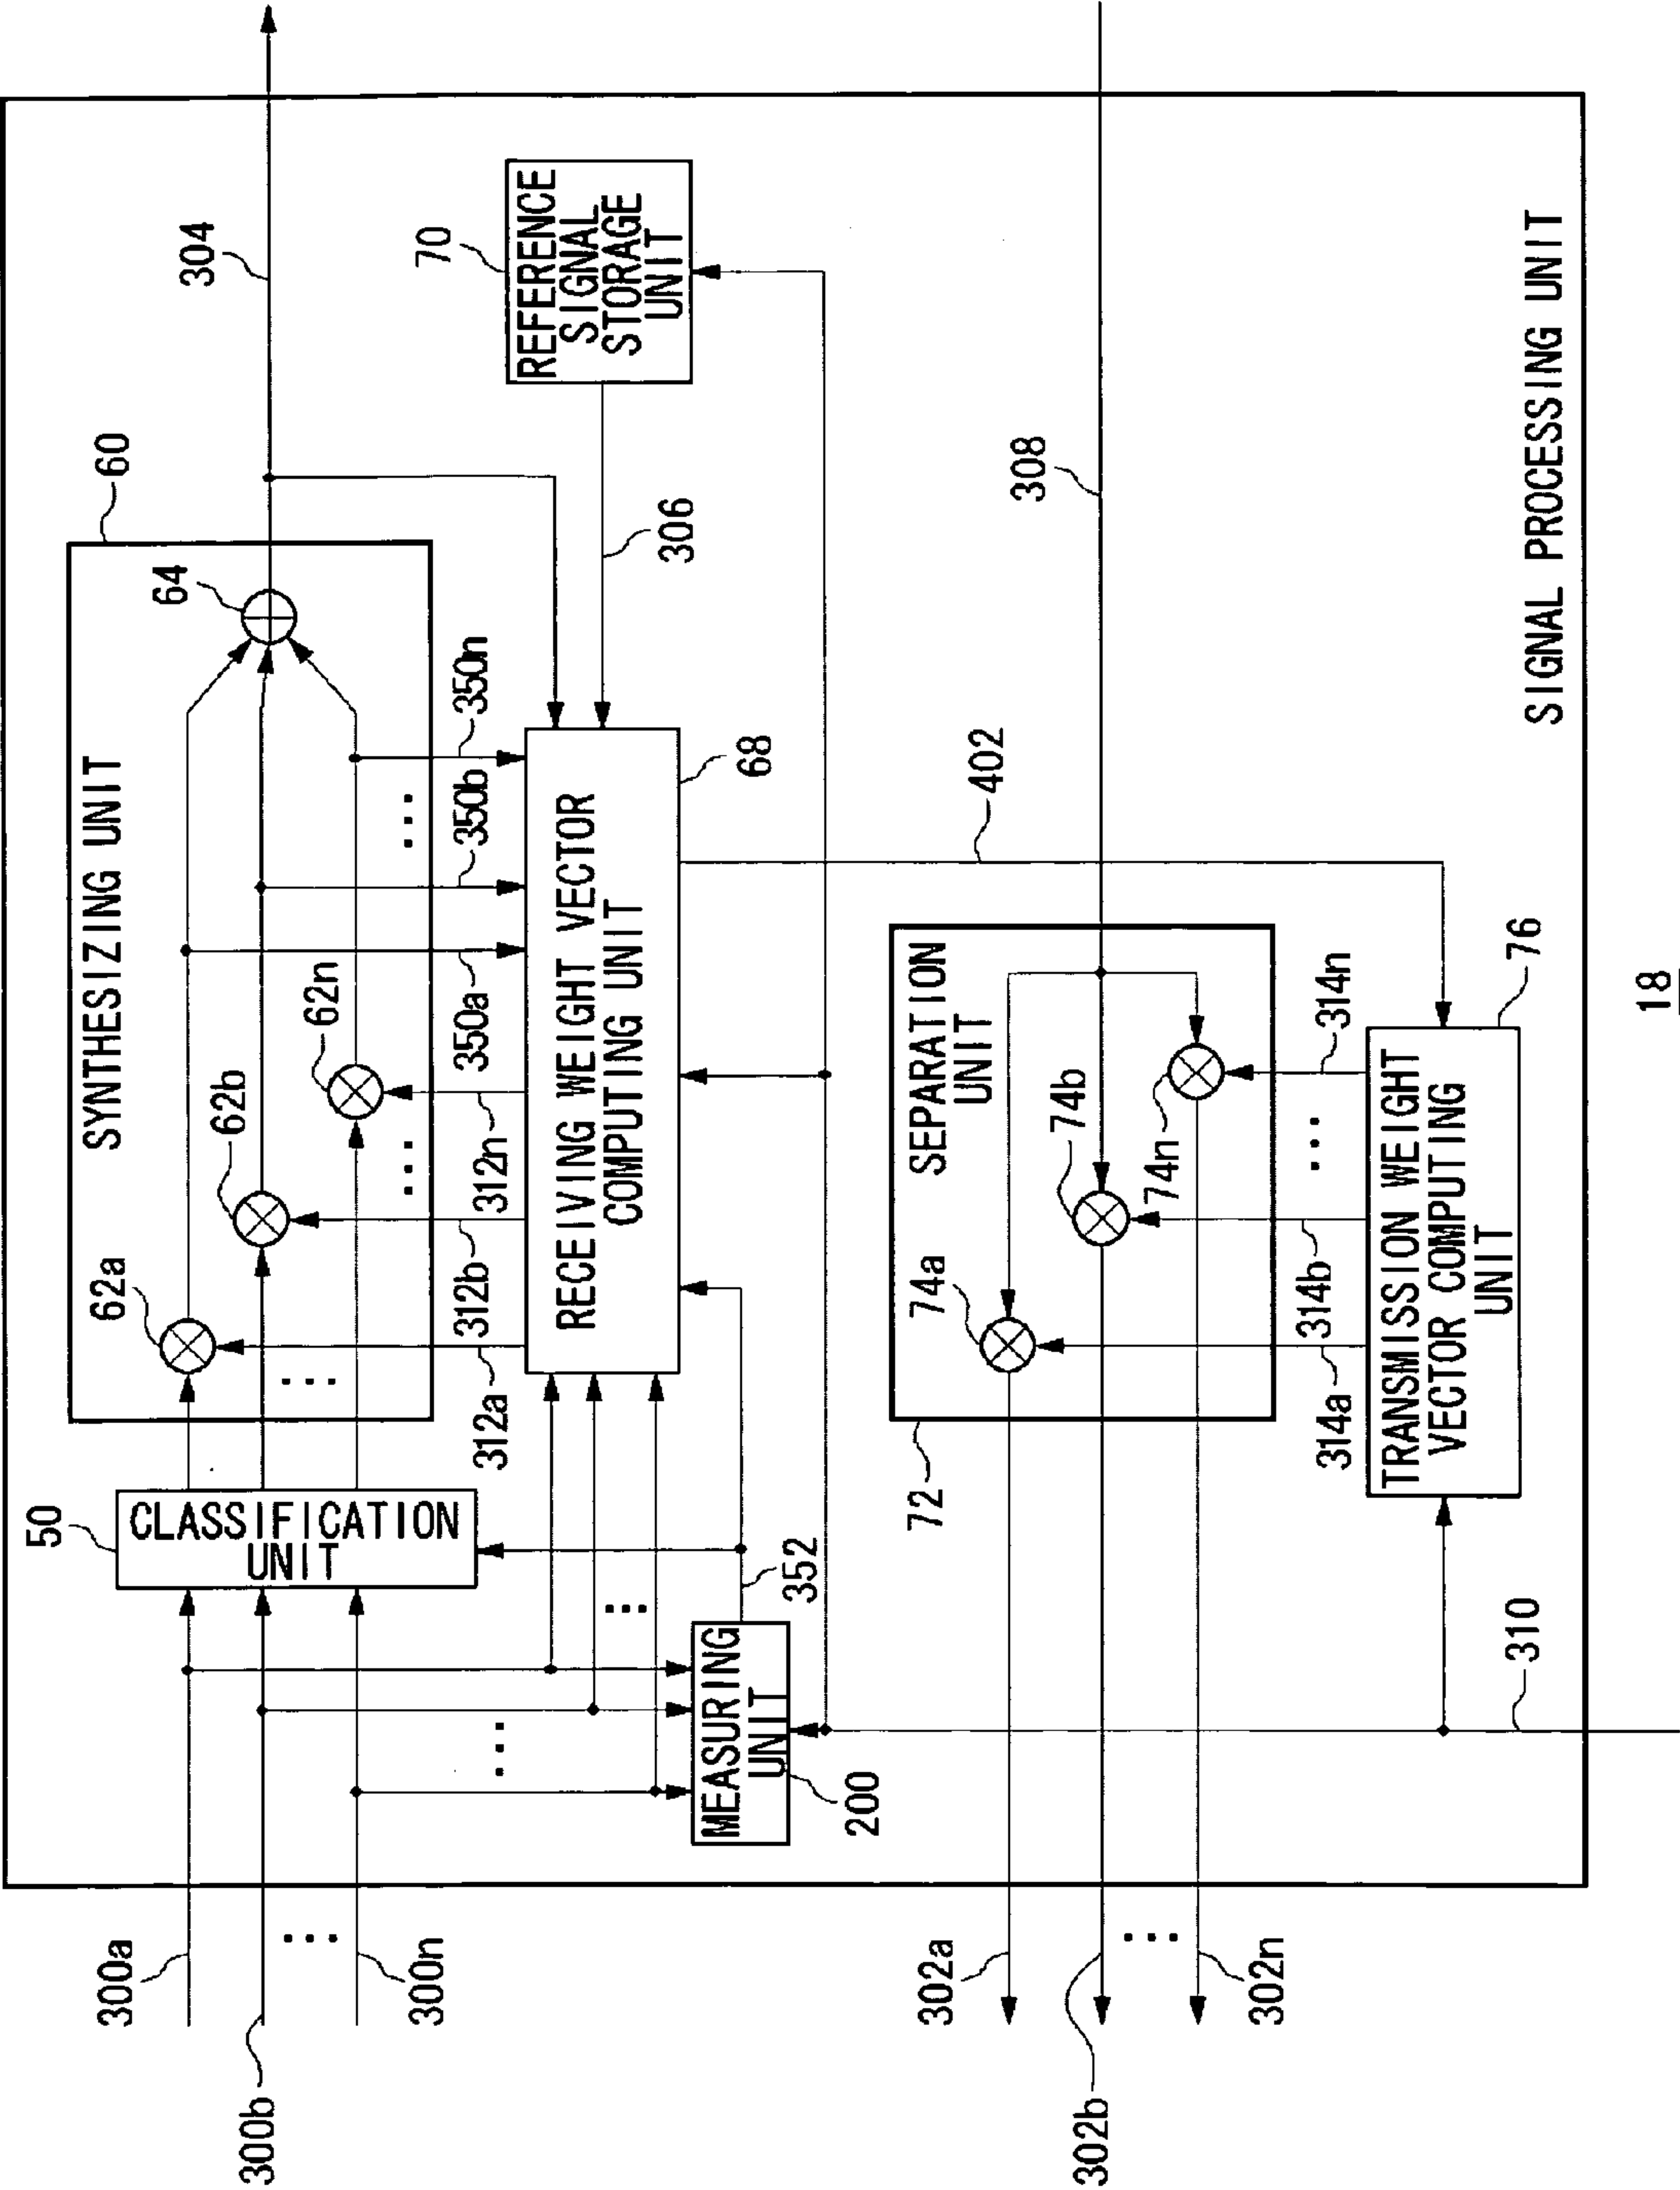 304
60
SYNTHESIZING UNIT
64
62a
62b
62n
50
CLASSIFICATION
UNIT
300a
300b
...
300n
...
...
...
...
...
312a
312b
312n
350a
350b
350n
70
REFERENCE
SIGNAL
STORAGE
UNIT
306
RECEIVING WEIGHT VECTOR
COMPUTING UNIT
68
MEASURING
UNIT
200
352
402
308
72
SEPARATION
UNIT
74a
74b
74n
302a
302b
...
302n
314a
314b
...
314n
TRANSMISSION WEIGHT
VECTOR COMPUTING
UNIT
76
310
SIGNAL PROCESSING UNIT
18